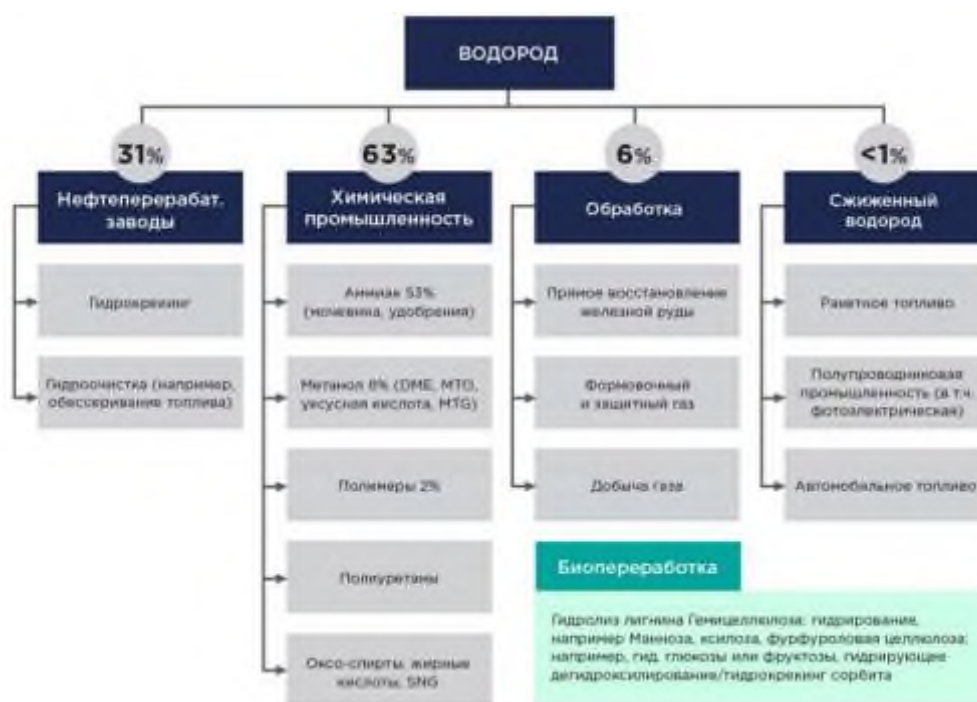 ВОДОРОД
31%
Нефтеперерабат.
заводы
Гидрокрекинг
Гидроочистка (например,
обессеривание топлива)
63%
Химическая
промышленность
Аммиак 53%
(мочевина, удобрения)
Метанол 8% (DME, MTO,
уксусная кислота, MTG)
Полимеры 2%
Полиуретаны
Оксо-спирты, жирные
кислоты, SNG
6%
Обработка
Прямое восстановление
железной руды
Формовочный
и защитный газ
Добыча газа
<1%
Сжиженный
водород
Ракетное топливо
Полупроводниковая
промышленность (в т.ч.
фотоэлектрическая)
Автомобильное топливо
Биопереработка
Гидролиз лигнина Гемицеллюлоза: гидрирование,
например Манноза, ксилоза, фурфуроловая целлюлоза:
например, гид. глюкозы или фруктозы, гидрирующее
дегидроксилирование/гидрокрекинг сорбита